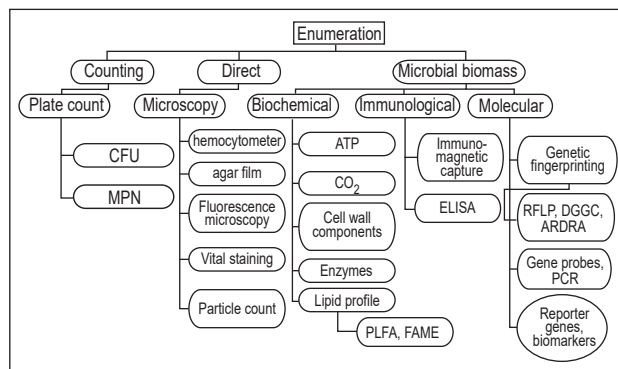 Enumeration
Counting
Direct
Microbial biomass
Plate count
Microscopy
Biochemical
Immunological
Molecular
CFU
MPN
hemocytometer
agar film
Fluorescence
microscopy
Vital staining
Particle count
ATP
CO₂
Cell wall
components
Enzymes
Lipid profile
PLFA, FAME
Immuno-
magnetic
capture
ELISA
Genetic
fingerprinting
RFLP, DGGC,
ARDRA
Gene probes,
PCR
Reporter
genes,
biomarkers